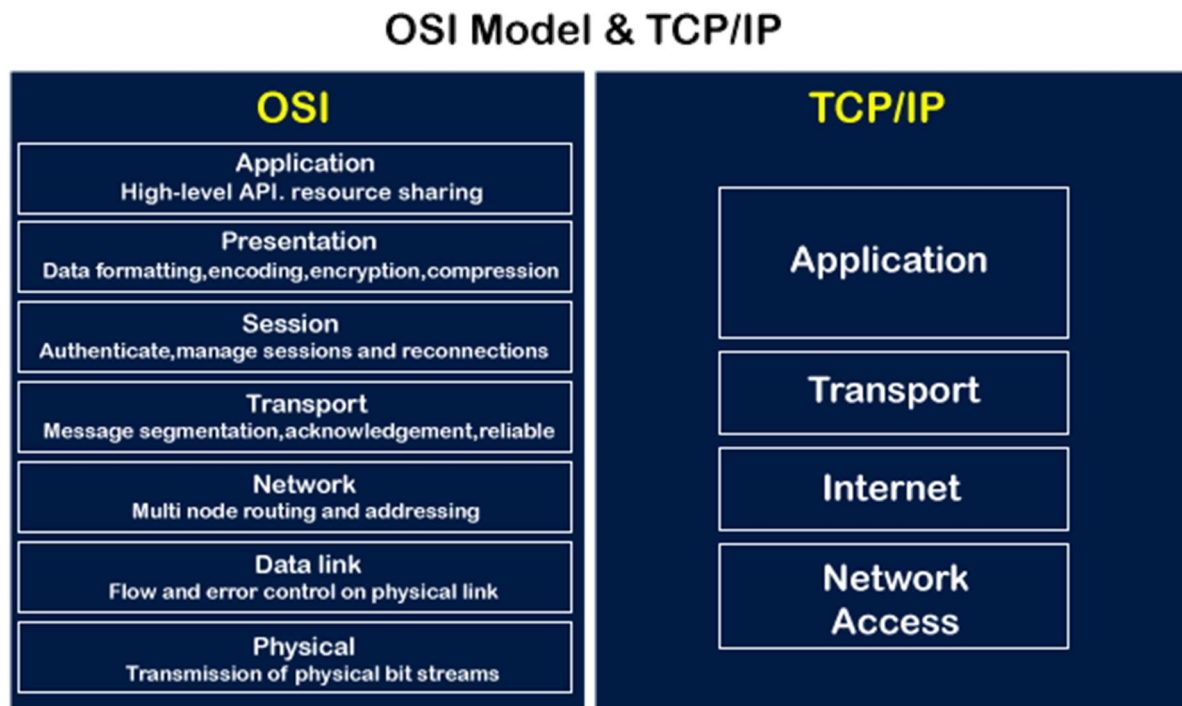 OSI Model & TCP/IP
OSI
Application
High-level API. resource sharing
Presentation
Data formatting,encoding,encryption,compression
Session
Authenticate,manage sessions and reconnections
Transport
Message segmentation,acknowledgement,reliable
Network
Multi node routing and addressing
Data link
Flow and error control on physical link
Physical
Transmission of physical bit streams
TCP/IP
Application
Transport
Internet
Network
Access